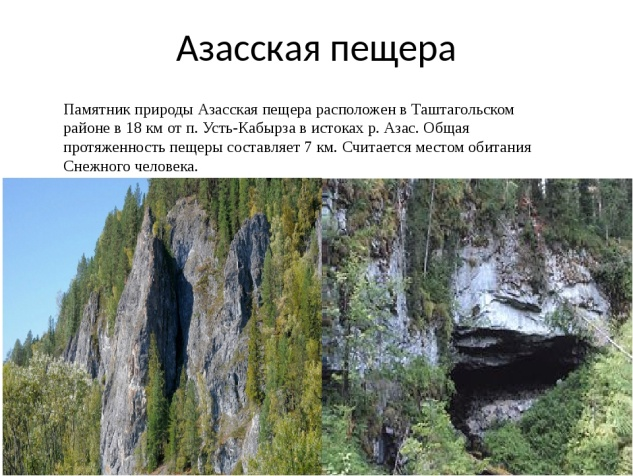 Азасская пещера
Памятник природы Азасская пещера расположен в Таштагольском
районе в 18 км от п. Усть-Кабырза в истоках р. Азас. Общая
протяженность пещеры составляет 7 км. Считается местом обитания
Снежного человека.